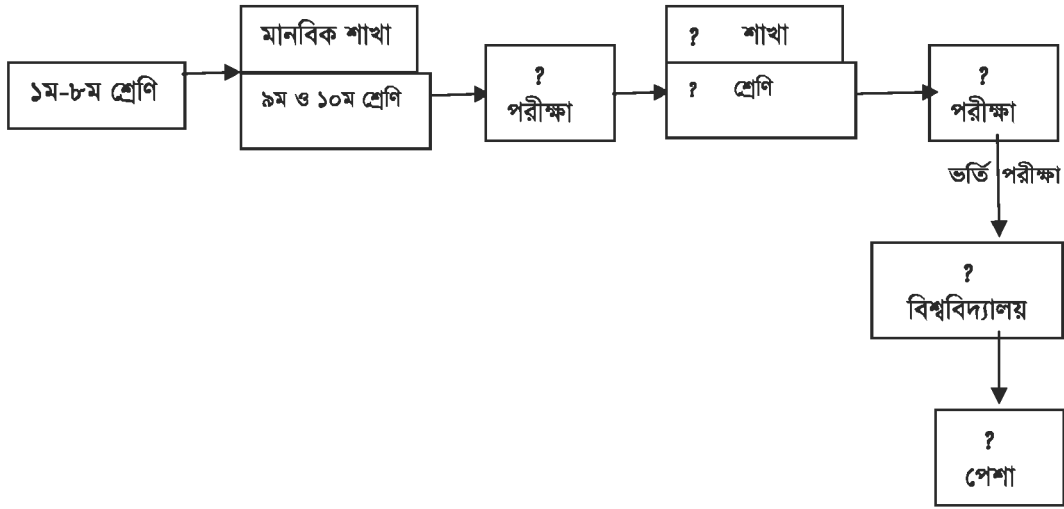 ১ম-৮ম শ্রেণি
মানবিক শাখা
৯ম ও ১০ম শ্রেণি
?
পরীক্ষা
? শাখা
? শ্রেণি
?
পরীক্ষা
ভর্তি পরীক্ষা
?
বিশ্ববিদ্যালয়
?
পেশা